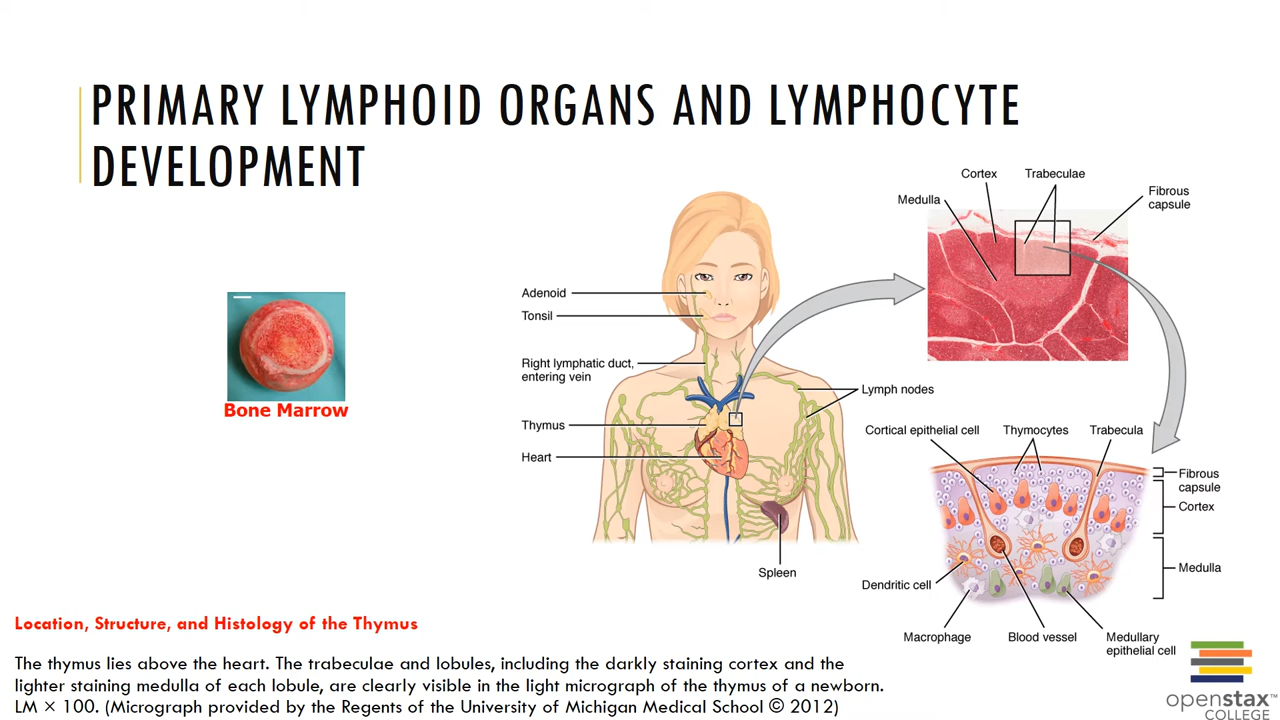 PRIMARY LYMPHOID ORGANS AND LYMPHOCYTE
DEVELOPMENT
Bone Marrow
Adenoid
Tonsil
Right lymphatic duct,
entering vein
Thymus
Heart
Lymph nodes
Spleen
Cortex
Trabeculae
Medulla
Fibrous
capsule
Cortical epithelial cell
Thymocytes
Trabecula
Fibrous
capsule
Cortex
Medulla
Dendritic cell
Macrophage
Blood vessel
Medullary
epithelial cell
Location, Structure, and Histology of the Thymus
The thymus lies above the heart. The trabeculae and lobules, including the darkly staining cortex and the
lighter staining medulla of each lobule, are clearly visible in the light micrograph of the thymus of a newborn.
LM × 100. (Micrograph provided by the Regents of the University of Michigan Medical School © 2012)
openstax™
COLLEGE